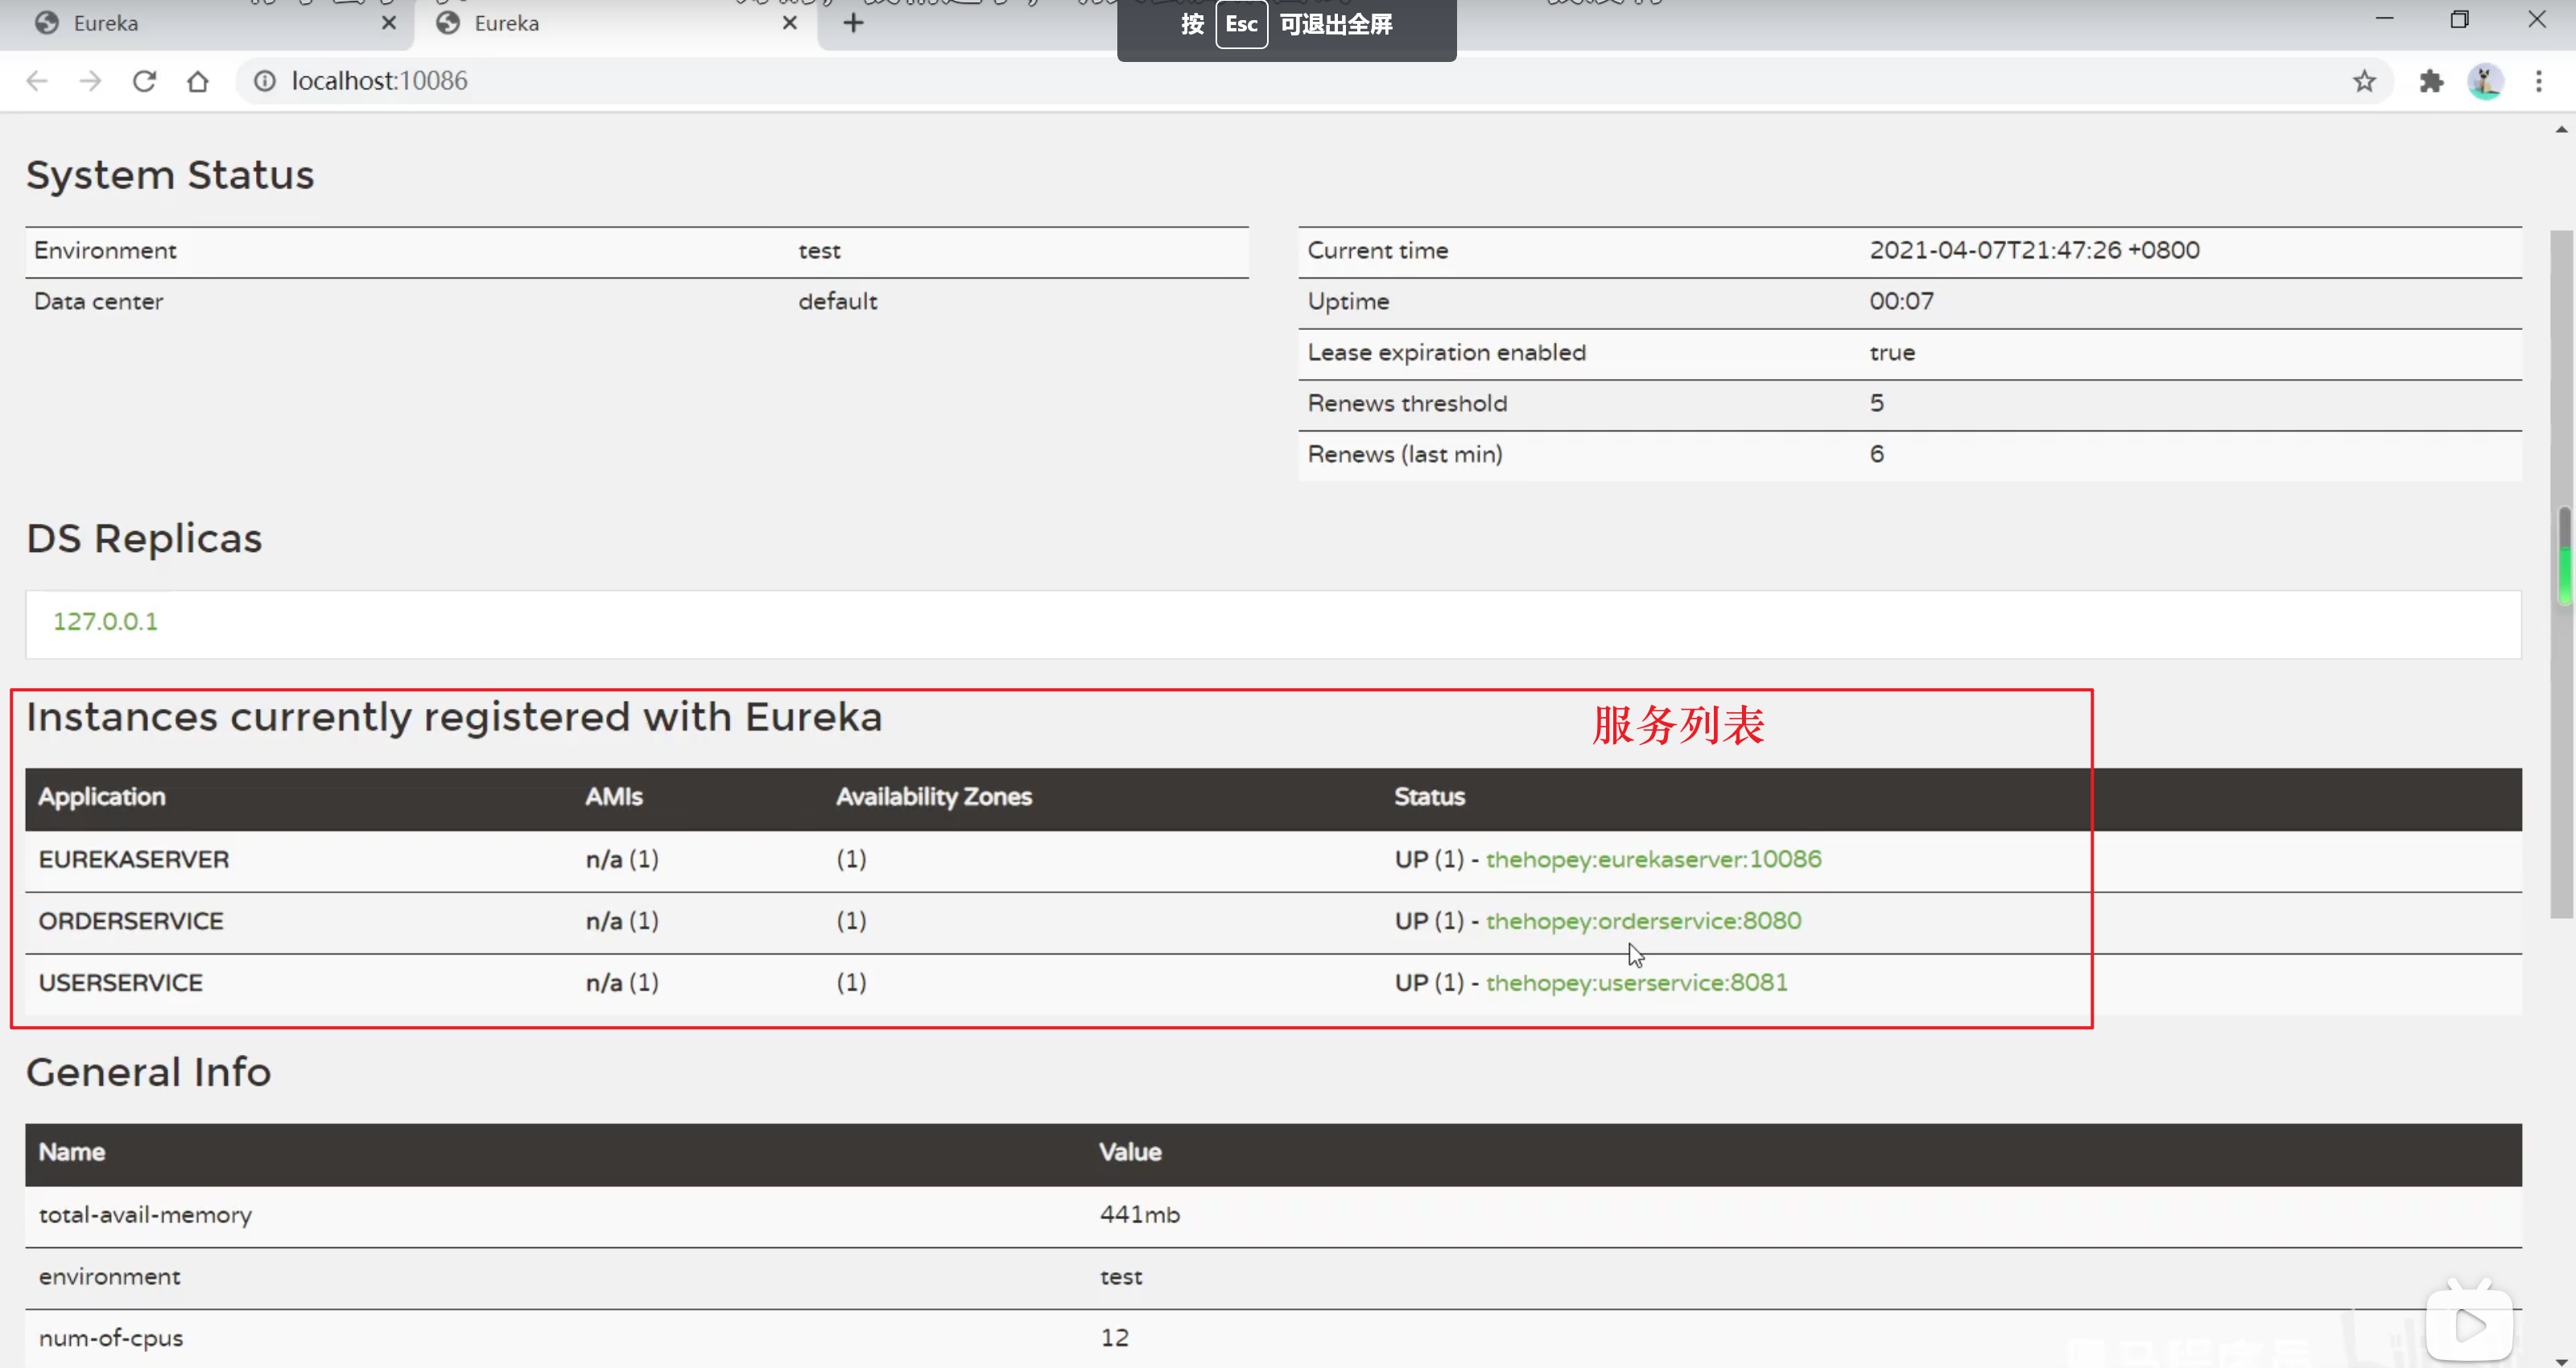 Eureka
Eureka
按 Esc 可退出全屏
localhost:10086
System Status
Environment test
Data center default
Current time 2021-04-07T21:47:26 +0800
Uptime 00:07
Lease expiration enabled true
Renews threshold 5
Renews (last min) 6
DS Replicas
127.0.0.1
Instances currently registered with Eureka
服务列表
Application AMIs Availability Zones Status
EUREKASERVER n/a (1) (1) UP (1) - thehopey:eurekaserver:10086
ORDERSERVICE n/a (1) (1) UP (1) - thehopey:orderservice:8080
USERSERVICE n/a (1) (1) UP (1) - thehopey:userservice:8081
General Info
Name Value
total-avail-memory 441mb
environment test
num-of-cpus 12